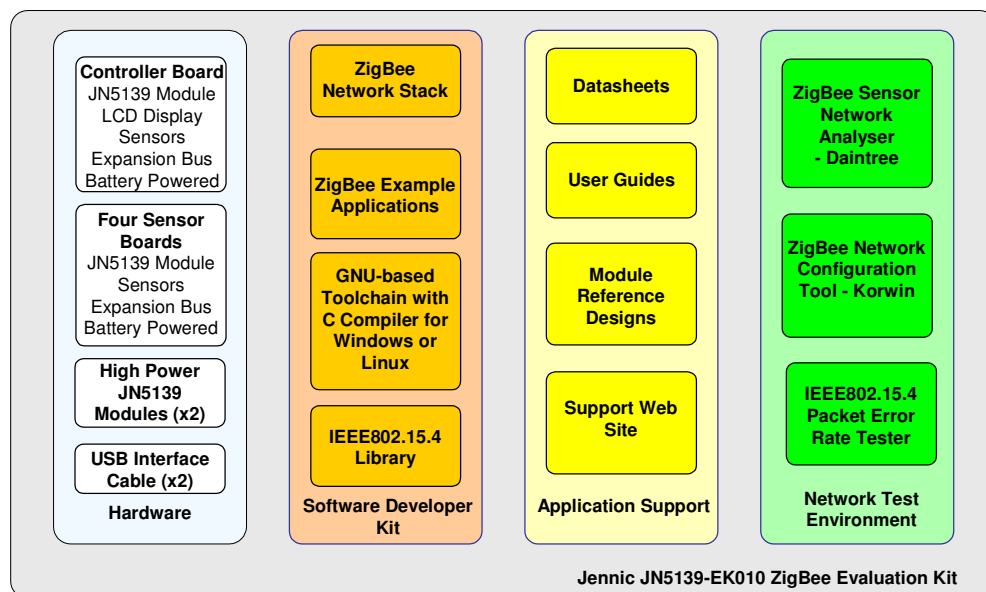 Controller Board
JN5139 Module
LCD Display
Sensors
Expansion Bus
Battery Powered
Four Sensor
Boards
JN5139 Module
Sensors
Expansion Bus
Battery Powered
High Power
JN5139
Modules (x2)
USB Interface
Cable (x2)
Hardware
ZigBee
Network Stack
ZigBee Example
Applications
GNU-based
Toolchain with
C Compiler for
Windows or
Linux
IEEE802.15.4
Library
Software Developer
Kit
Datasheets
User Guides
Module
Reference
Designs
Support Web
Site
Application Support
ZigBee Sensor
Network
Analyser
- Daintree
ZigBee Network
Configuration
Tool - Korwin
IEEE802.15.4
Packet Error
Rate Tester
Network Test
Environment
Jennic JN5139-EK010 ZigBee Evaluation Kit